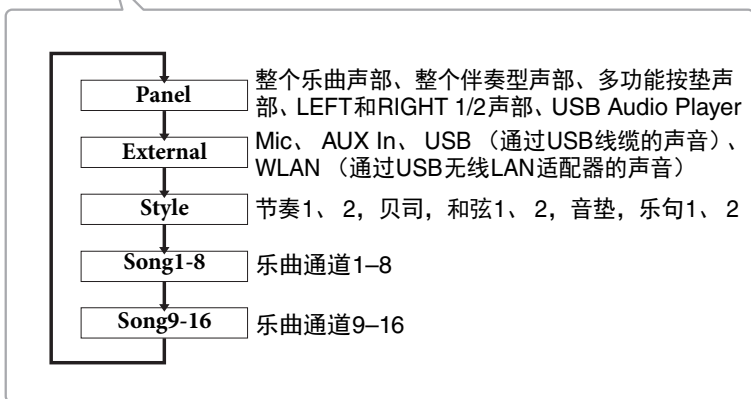 Panel
整个乐曲声部、整个伴奏型声部、多功能按垫声
部、LEFT和RIGHT 1/2声部、USB Audio Player
External
Mic、 AUX In、 USB （通过USB线缆的声音）、
WLAN （通过USB无线LAN适配器的声音）
Style
节奏1、 2，贝司，和弦1、 2，音垫，乐句1、 2
Song1-8
乐曲通道1–8
Song9-16
乐曲通道9–16